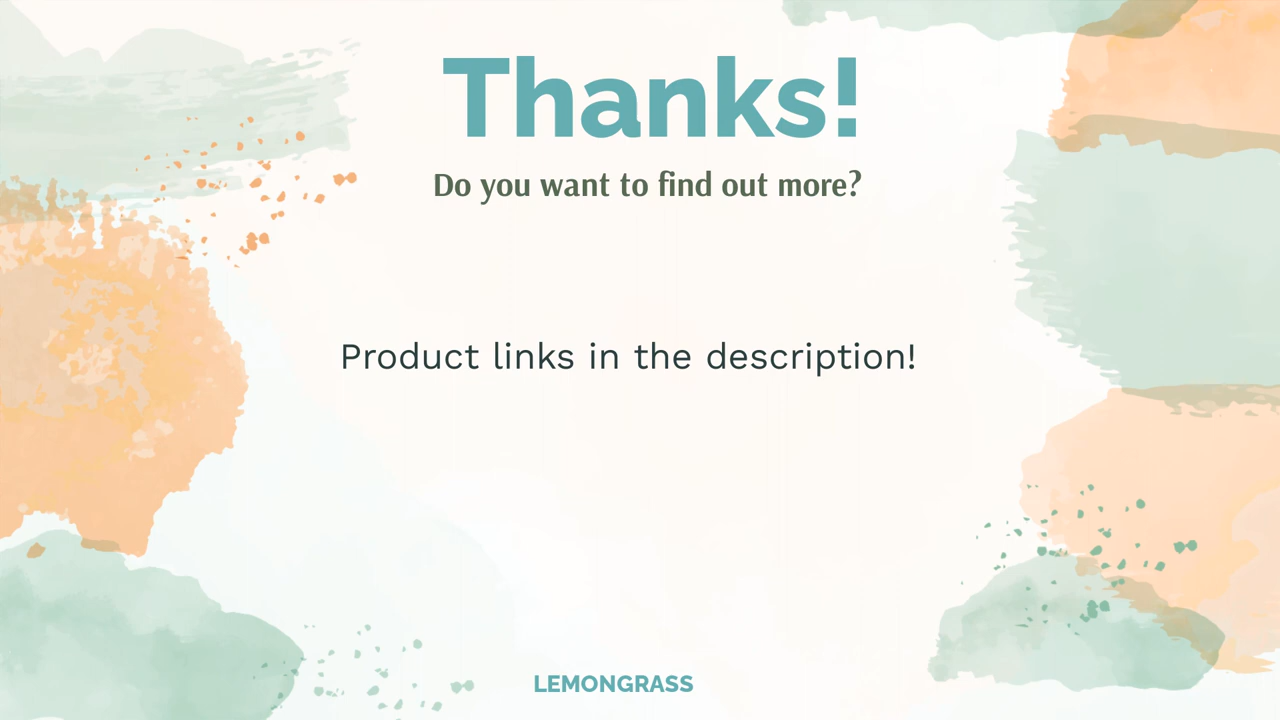 Thanks!
Do you want to find out more?
Product links in the description!
LEMONGRASS